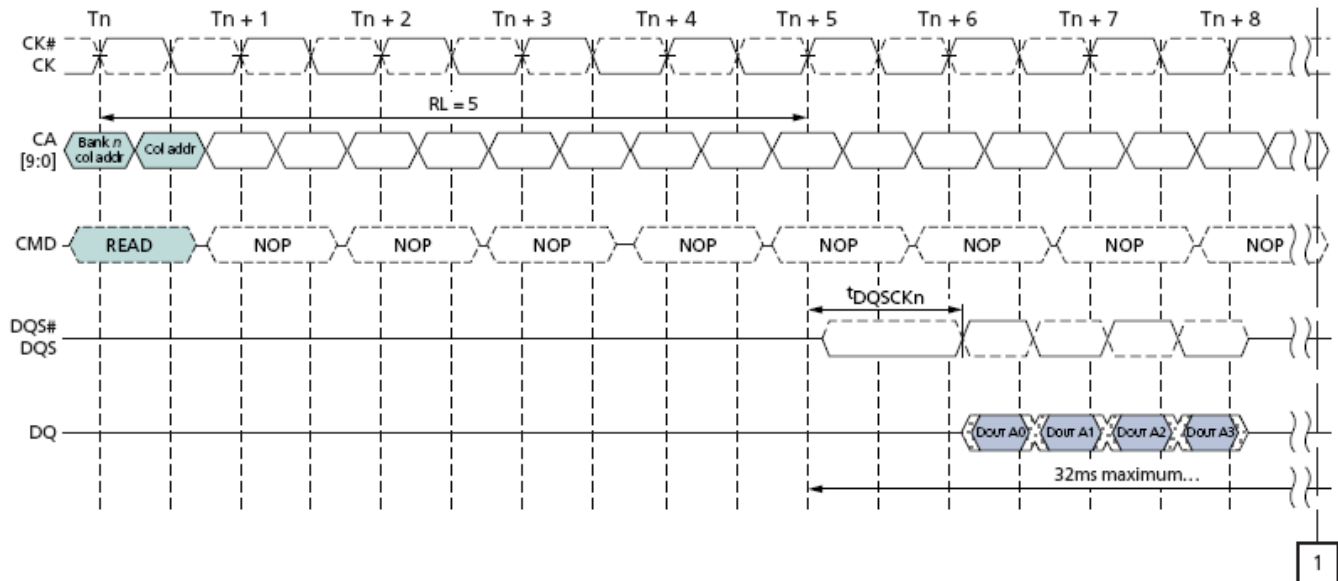 Tn Tn + 1 Tn + 2 Tn + 3 Tn + 4 Tn + 5 Tn + 6 Tn + 7 Tn + 8
CK#
CK
RL = 5
CA
[9:0]
Bank n
col addr
Col addr
CMD READ NOP NOP NOP NOP NOP NOP NOP NOP
tDQSCKn
DQS#
DQS
DQ DOUT A0 DOUT A1 DOUT A2 DOUT A3
32ms maximum…
1